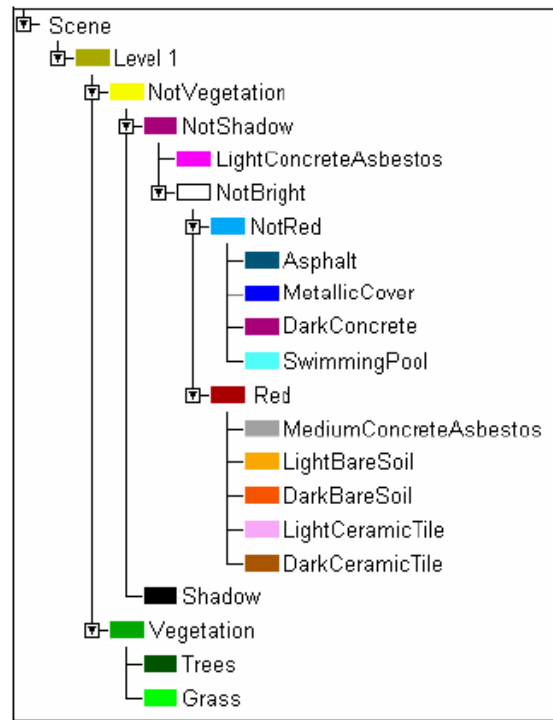 Scene
Level 1
NotVegetation
NotShadow
LightConcreteAsbestos
NotBright
NotRed
Asphalt
MetallicCover
DarkConcrete
SwimmingPool
Red
MediumConcreteAsbestos
LightBareSoil
DarkBareSoil
LightCeramicTile
DarkCeramicTile
Shadow
Vegetation
Trees
Grass